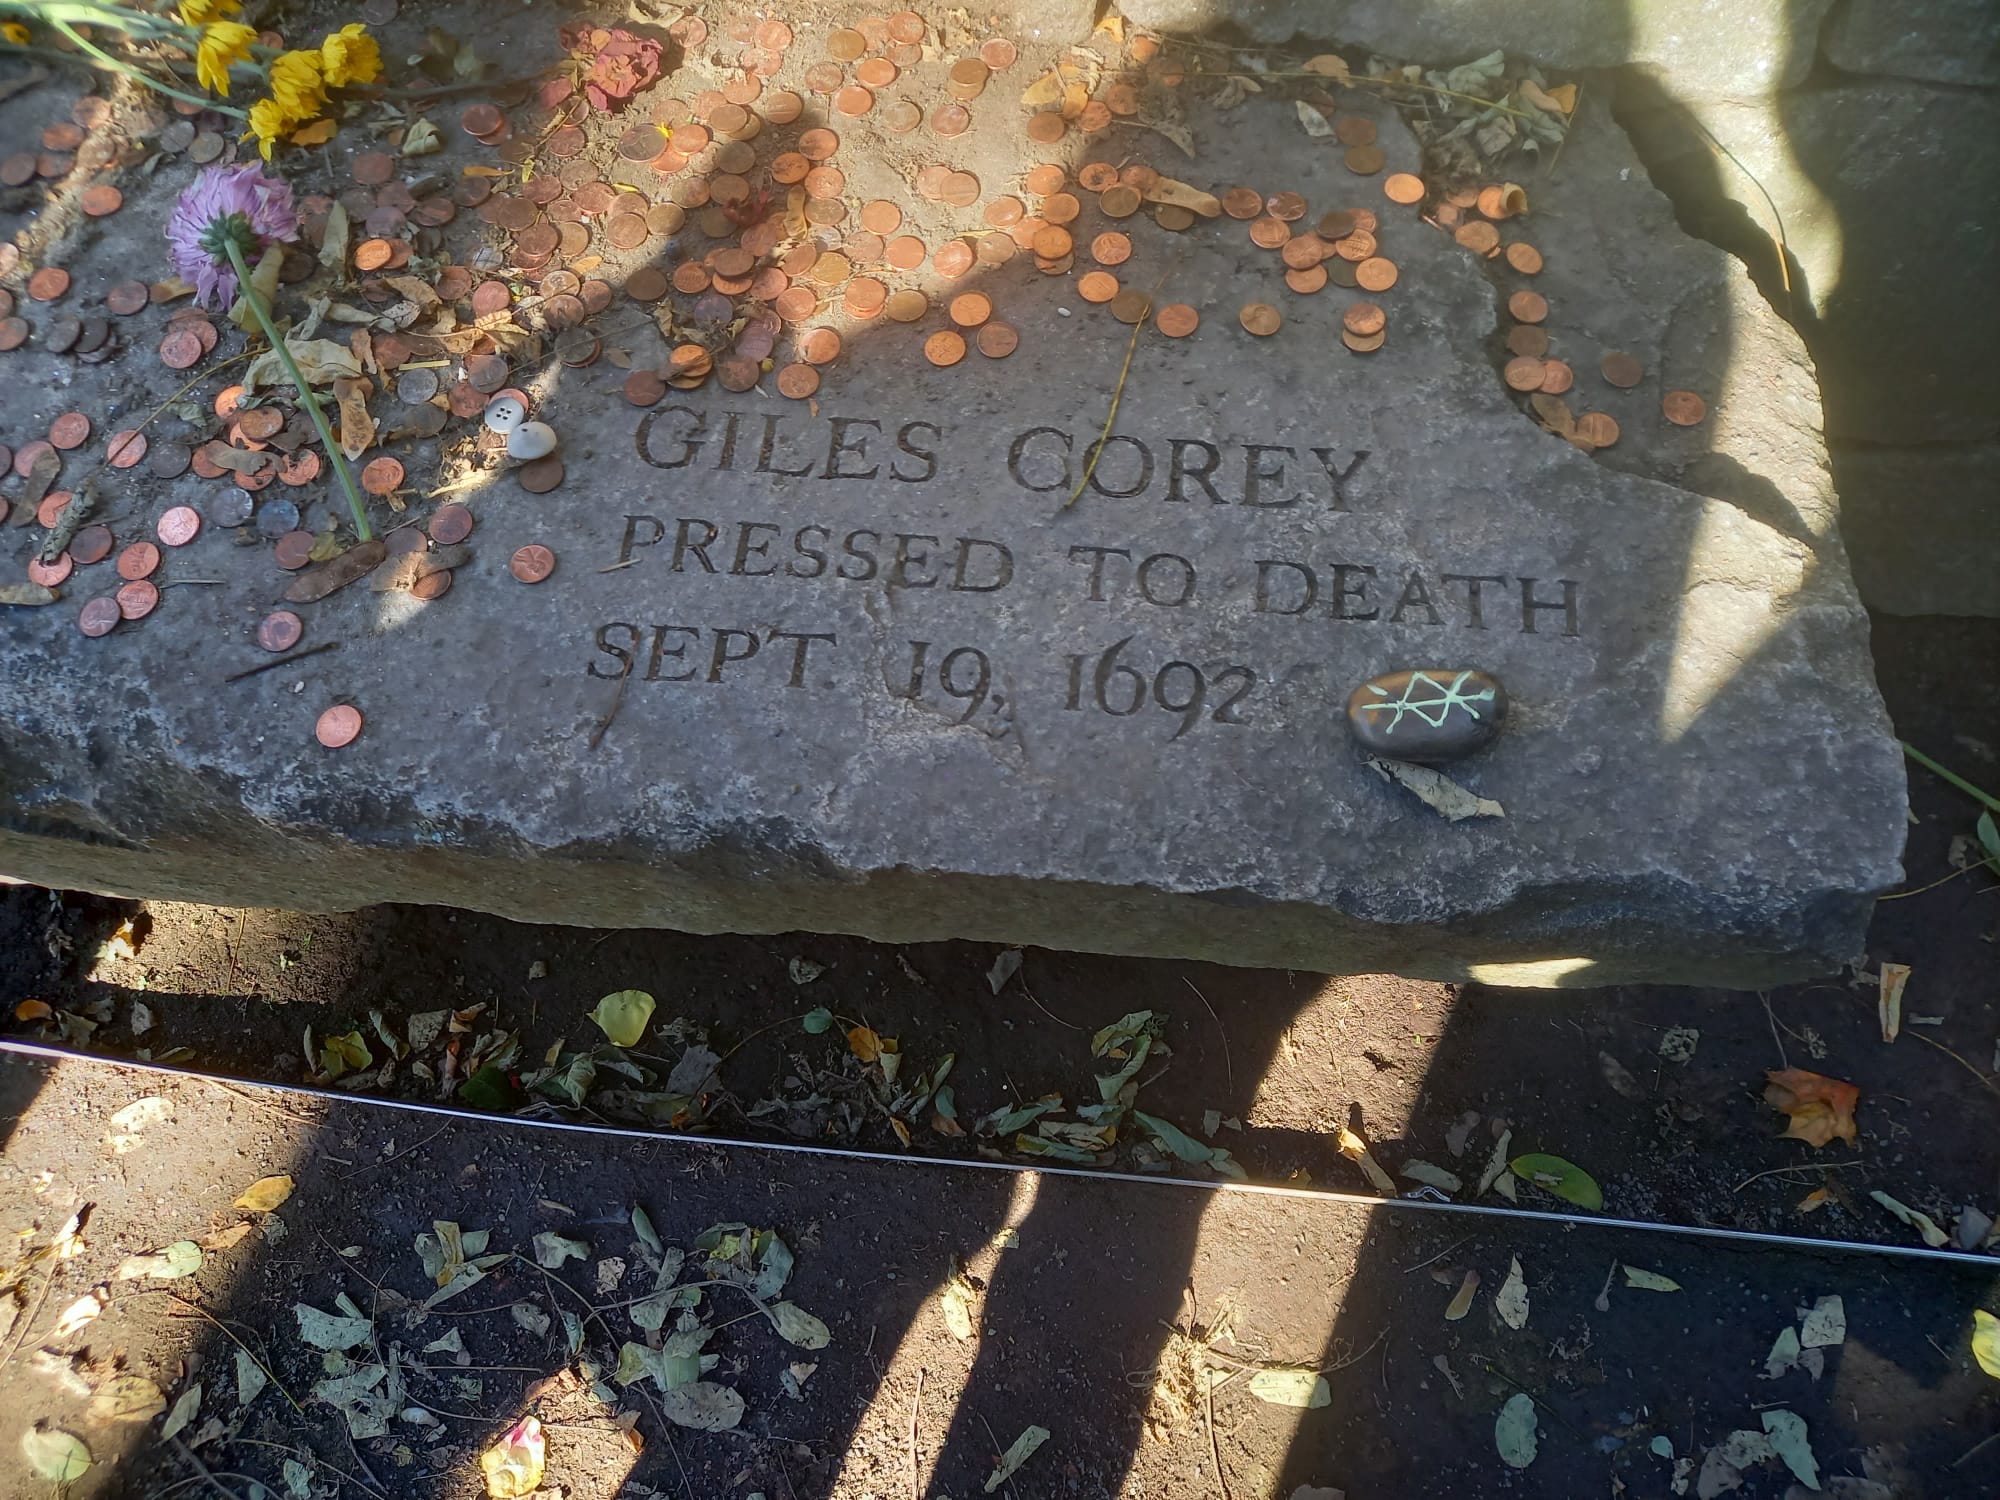 GILES COREY
PRESSED TO DEATH
SEPT. 19, 1692